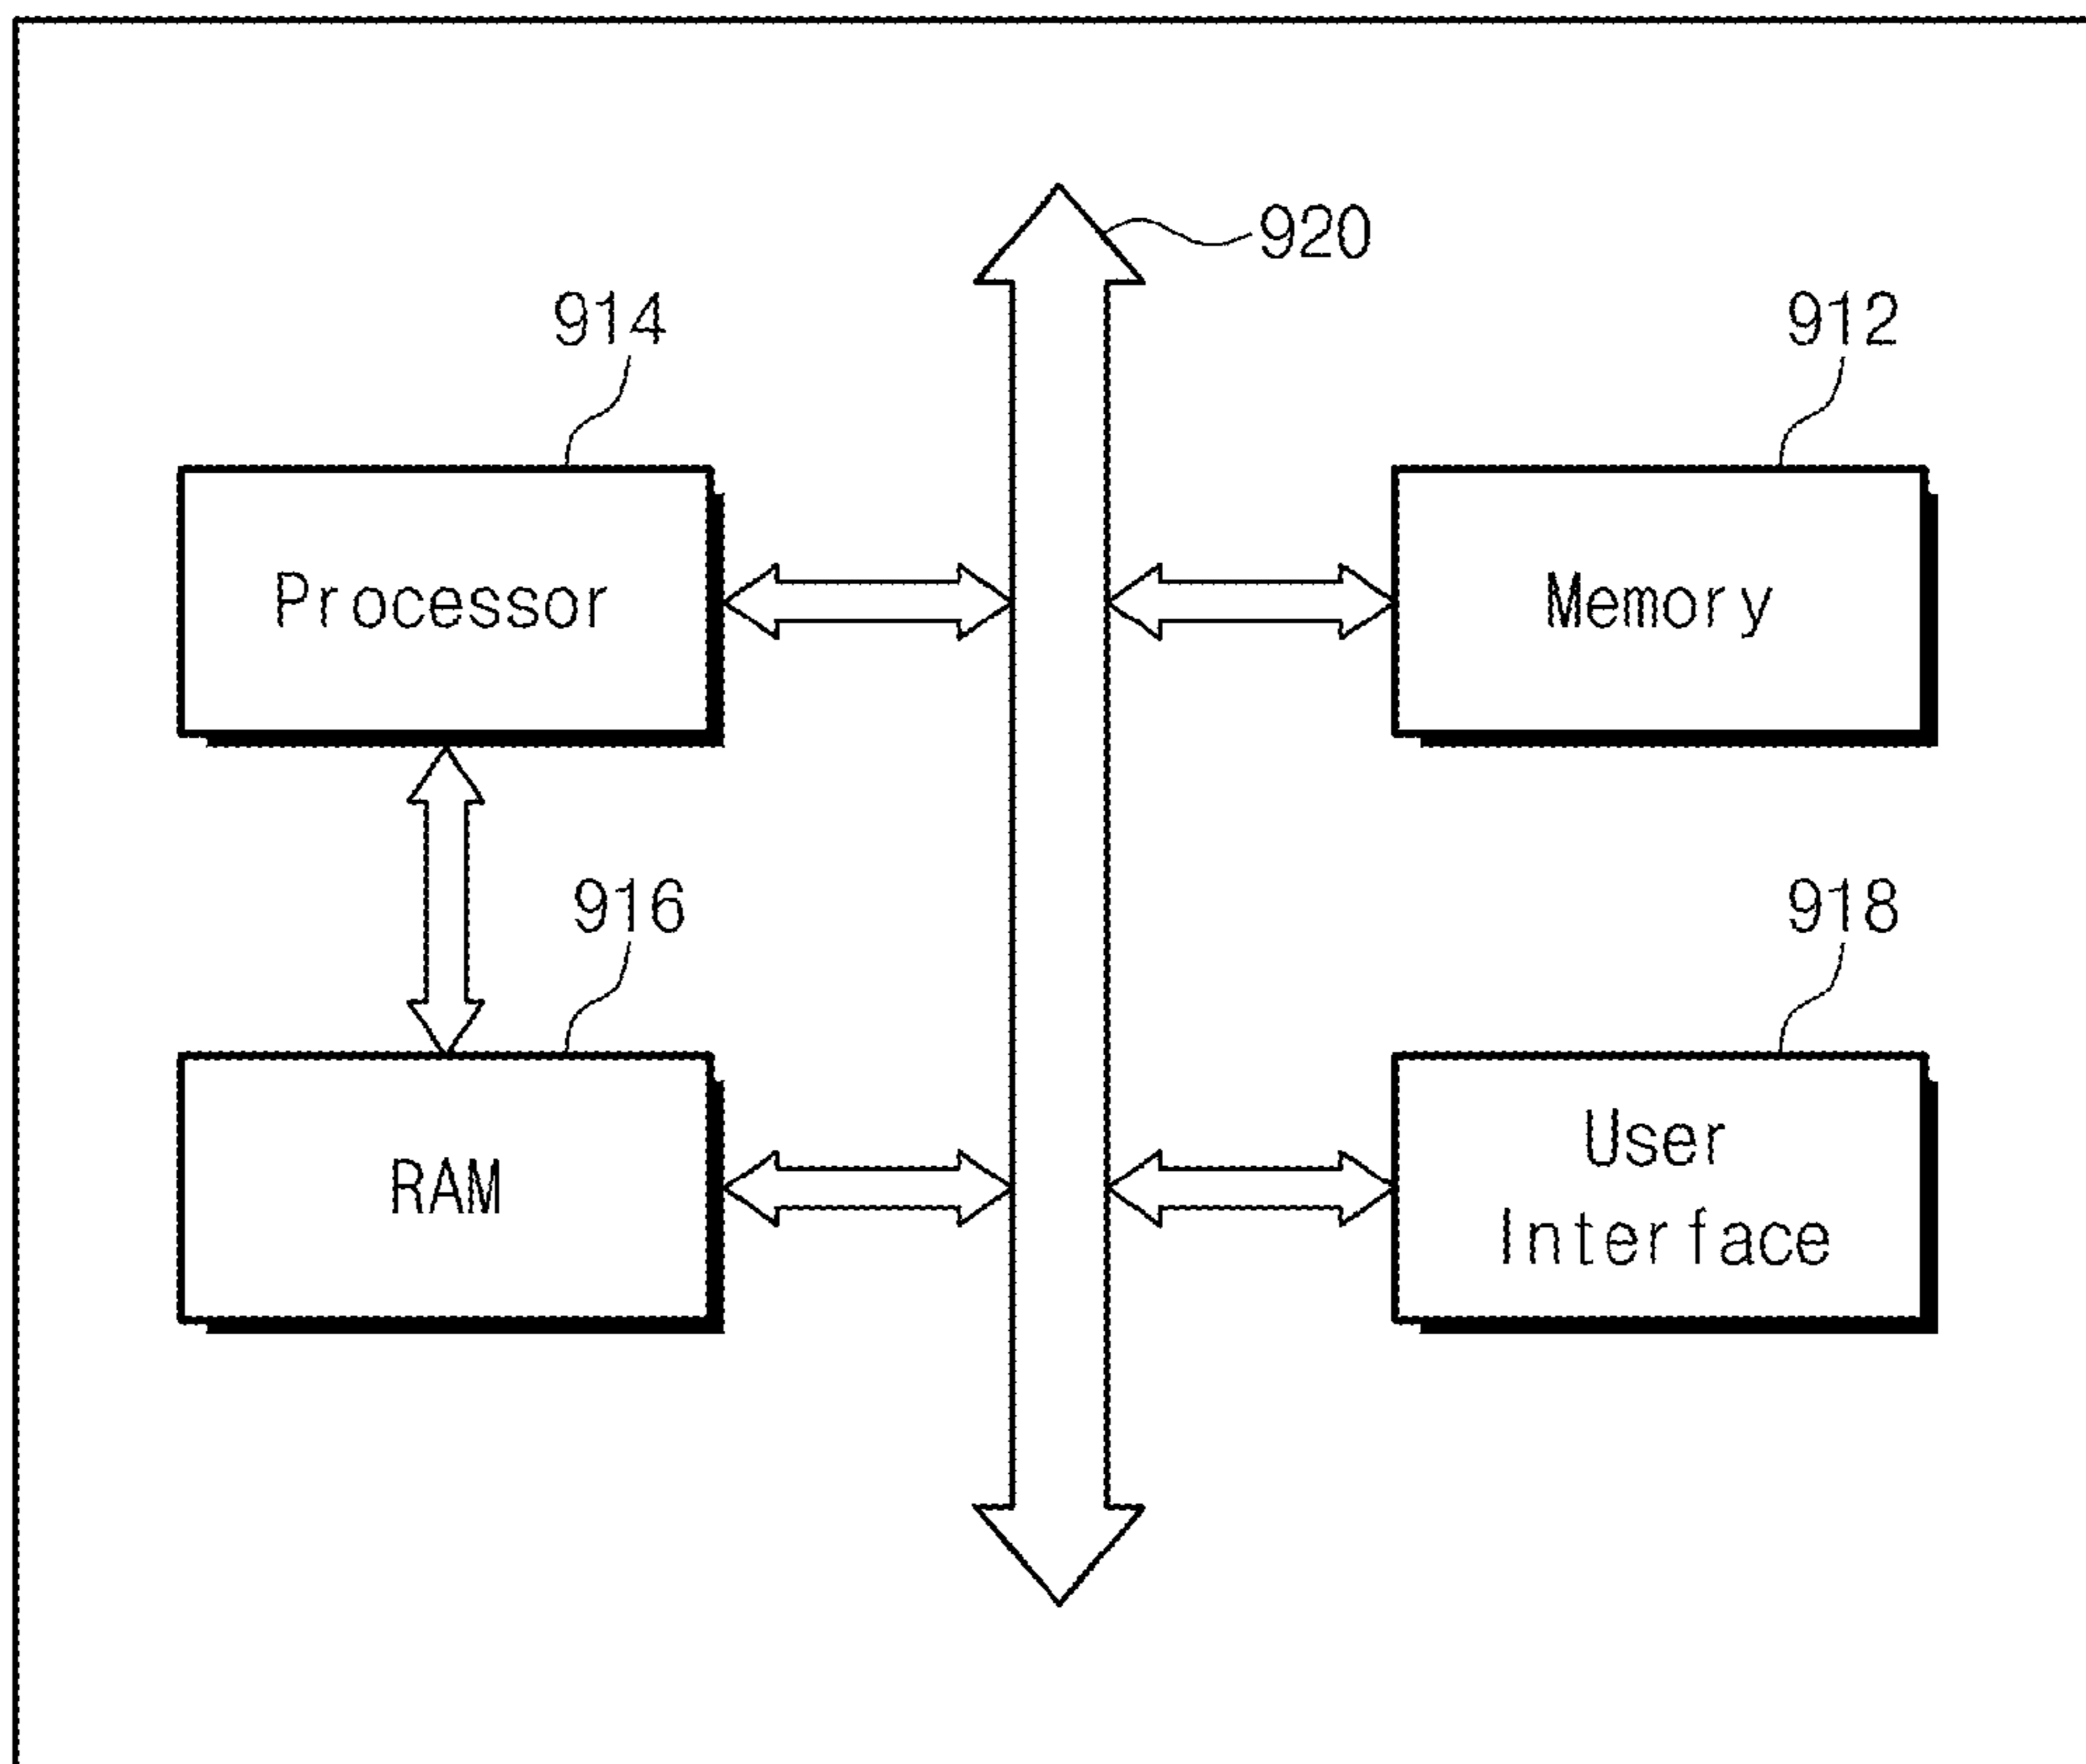 920
914
912
Processor
Memory
916
918
RAM
User
Interface